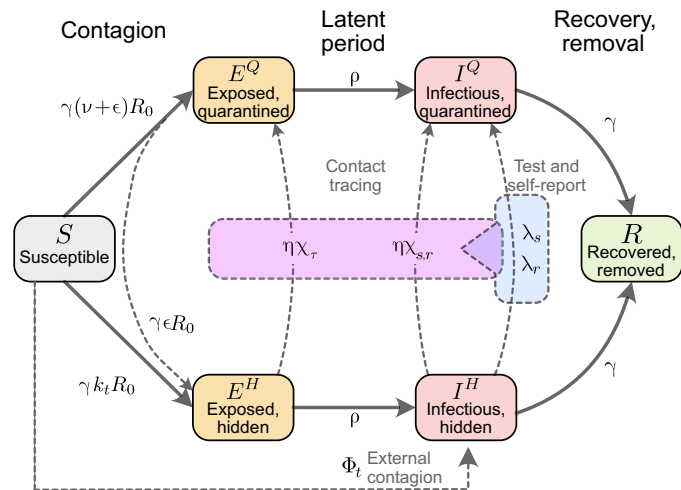 Contagion
Latent
period
Recovery,
removal
E^Q
Exposed,
quarantined
ρ
I^Q
Infectious,
quarantined
γ(ν+ϵ)R₀
γ
Contact
tracing
Test and
self-report
S
Susceptible
ηχ_τ
ηχ_{s,r}
λ_s
λ_r
R
Recovered,
removed
γϵR₀
γk_tR₀
E^H
Exposed,
hidden
ρ
I^H
Infectious,
hidden
γ
Φ_t
External
contagion